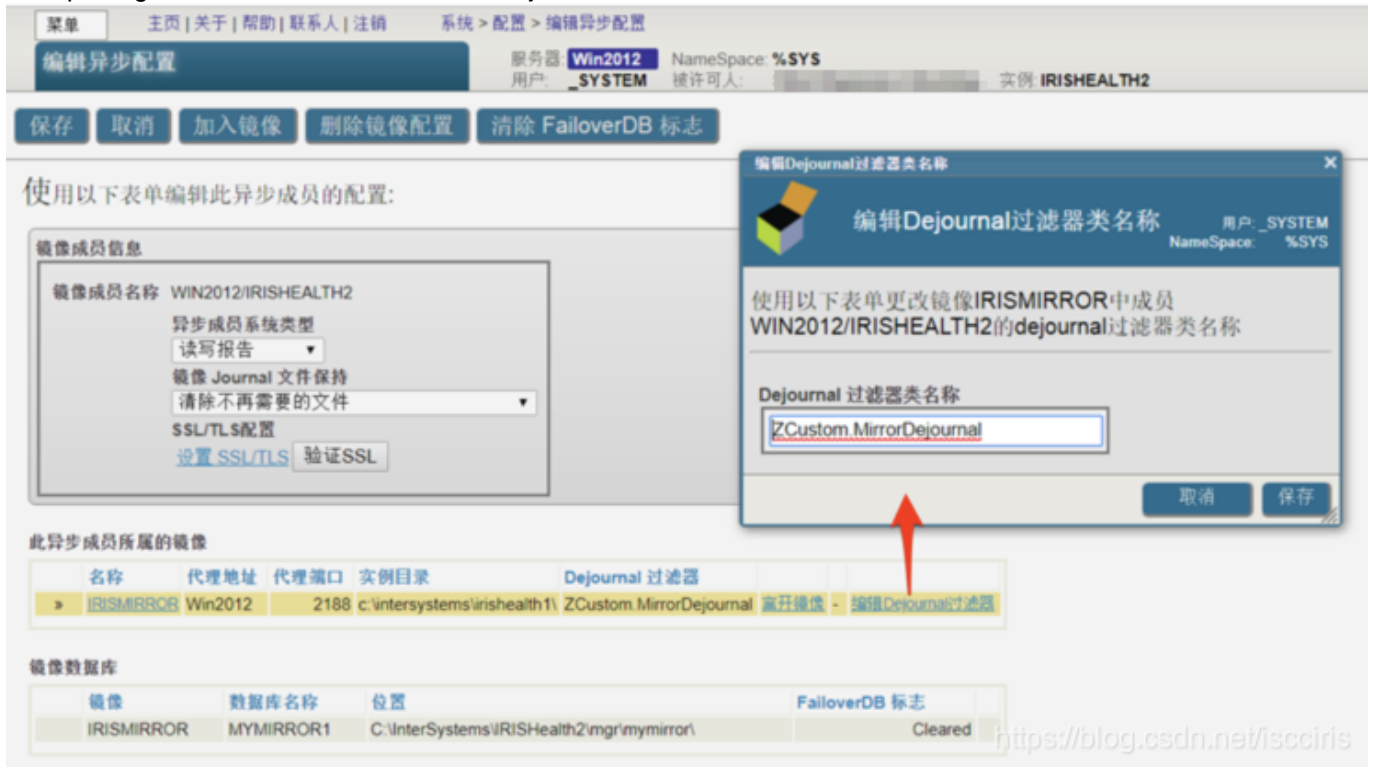 菜单 主页 | 关于 | 帮助 | 联系人 | 注销 系统 > 配置 > 编辑异步配置
编辑异步配置 服务器: Win2012 NameSpace: %SYS
用户: _SYSTEM 被许可人: 实例: IRISHEALTH2
保存 取消 加入镜像 删除镜像配置 清除 FailoverDB 标志
使用以下表单编辑此异步成员的配置:
镜像成员信息
镜像成员名称 WIN2012/IRISHEALTH2
异步成员系统类型
读写报告
镜像 Journal 文件保持
清除不再需要的文件
SSL/TLS配置
设置 SSL/TLS 验证SSL
编辑Dejournal过滤器类名称 ×
编辑Dejournal过滤器类名称 用户: _SYSTEM
NameSpace: %SYS
使用以下表单更改镜像IRISMIRROR中成员
WIN2012/IRISHEALTH2的dejournal过滤器类名称
Dejournal 过滤器类名称
ZCustom.MirrorDejournal
取消 保存
此异步成员所属的镜像
名称 代理地址 代理端口 实例目录 Dejournal 过滤器
» IRISMIRROR Win2012 2188 c:\intersystems\irishealth1\ ZCustom.MirrorDejournal 离开镜像 - 编辑Dejournal过滤器
镜像数据库
镜像 数据库名称 位置 FailoverDB 标志
IRISMIRROR MYMIRROR1 C:\InterSystems\IRISHealth2\mgr\mymirror\ Cleared
https://blog.csdn.net/iscciris